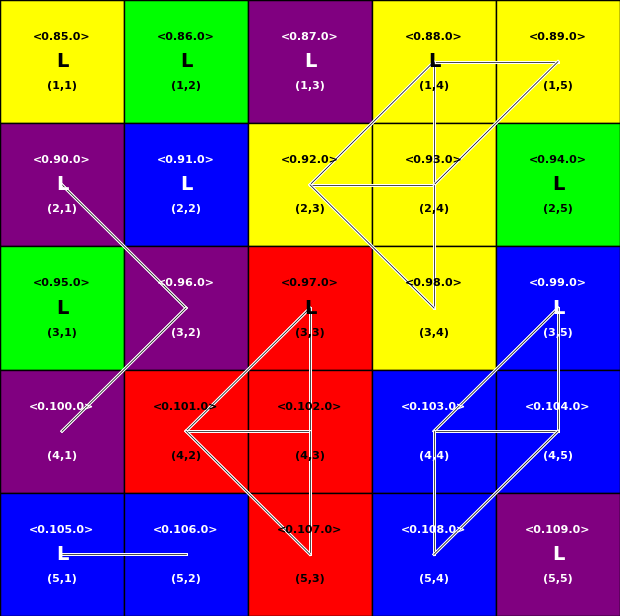 <0.85.0> <0.86.0> <0.87.0> <0.88.0> <0.89.0>
L L L L
(1,1) (1,2) (1,3) (1,4) (1,5)
<0.90.0> <0.91.0> <0.92.0> <0.93.0> <0.94.0>
L L L
(2,1) (2,2) (2,3) (2,4) (2,5)
<0.95.0> <0.96.0> <0.97.0> <0.98.0> <0.99.0>
L L L
(3,1) (3,2) (3,3) (3,4) (3,5)
<0.100.0> <0.101.0> <0.102.0> <0.103.0> <0.104.0>
(4,1) (4,2) (4,3) (4,4) (4,5)
<0.105.0> <0.106.0> <0.107.0> <0.108.0> <0.109.0>
L L
(5,1) (5,2) (5,3) (5,4) (5,5)